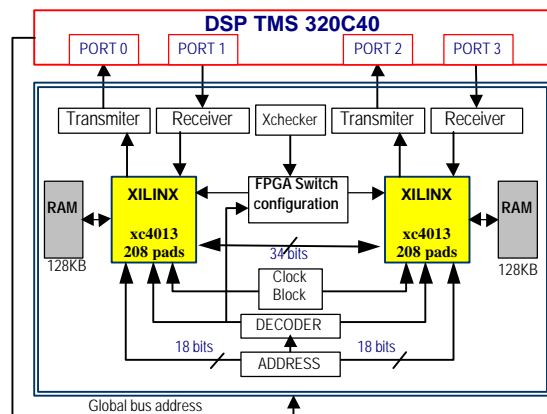 DSP TMS 320C40
PORT 0 PORT 1 PORT 2 PORT 3
Transmiter Receiver Xchecker Transmiter Receiver
XILINX
xc4013
208 pads
FPGA Switch
configuration
XILINX
xc4013
208 pads
RAM
128KB
RAM
128KB
34 bits
Clock
Block
DECODER
18 bits ADDRESS 18 bits
Global bus address